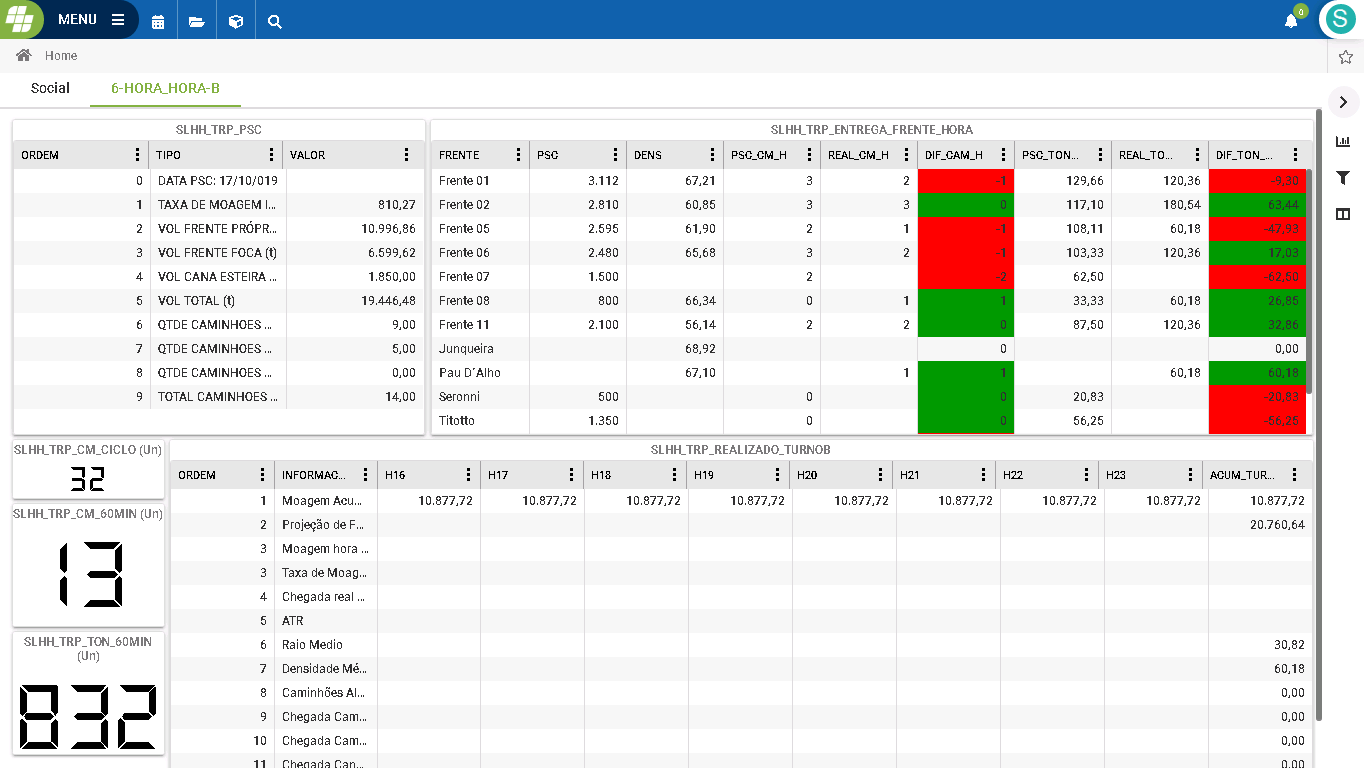 MENU
0
S
Home
Social 6-HORA_HORA-B
SLHH_TRP_PSC
ORDEM TIPO VALOR
0 DATA PSC: 17/10/019
1 TAXA DE MOAGEM I... 810,27
2 VOL FRENTE PRÓPR... 10.996,86
3 VOL FRENTE FOCA (t) 6.599,62
4 VOL CANA ESTEIRA ... 1.850,00
5 VOL TOTAL (t) 19.446,48
6 QTDE CAMINHOES ... 9,00
7 QTDE CAMINHOES ... 5,00
8 QTDE CAMINHOES ... 0,00
9 TOTAL CAMINHOES ... 14,00
SLHH_TRP_ENTREGA_FRENTE_HORA
FRENTE PSC DENS PSC_CM_H REAL_CM_H DIF_CAM_H PSC_TON... REAL_TO... DIF_TON_...
Frente 01 3.112 67,21 3 2 -1 129,66 120,36 -9,30
Frente 02 2.810 60,85 3 3 0 117,10 180,54 63,44
Frente 05 2.595 61,90 2 1 -1 108,11 60,18 -47,93
Frente 06 2.480 65,68 3 2 -1 103,33 120,36 17,03
Frente 07 1.500 2 -2 62,50 -62,50
Frente 08 800 66,34 0 1 1 33,33 60,18 26,85
Frente 11 2.100 56,14 2 2 0 87,50 120,36 32,86
Junqueira 68,92 0 0,00
Pau D´Alho 67,10 1 1 60,18 60,18
Seronni 500 0 0 20,83 -20,83
Titotto 1.350 0 0 56,25 -56,25
SLHH_TRP_CM_CICLO (Un)
32
SLHH_TRP_CM_60MIN (Un)
13
SLHH_TRP_TON_60MIN
(Un)
832
SLHH_TRP_REALIZADO_TURNOB
ORDEM INFORMAC... H16 H17 H18 H19 H20 H21 H22 H23 ACUM_TUR...
1 Moagem Acu... 10.877,72 10.877,72 10.877,72 10.877,72 10.877,72 10.877,72 10.877,72 10.877,72 10.877,72
2 Projeção de F... 20.760,64
3 Moagem hora ...
3 Taxa de Moag...
4 Chegada real ...
5 ATR
6 Raio Medio 30,82
7 Densidade Mé... 60,18
8 Caminhões Al... 0,00
9 Chegada Cam... 0,00
10 Chegada Cam... 0,00
11 Chegada Can... 0,00